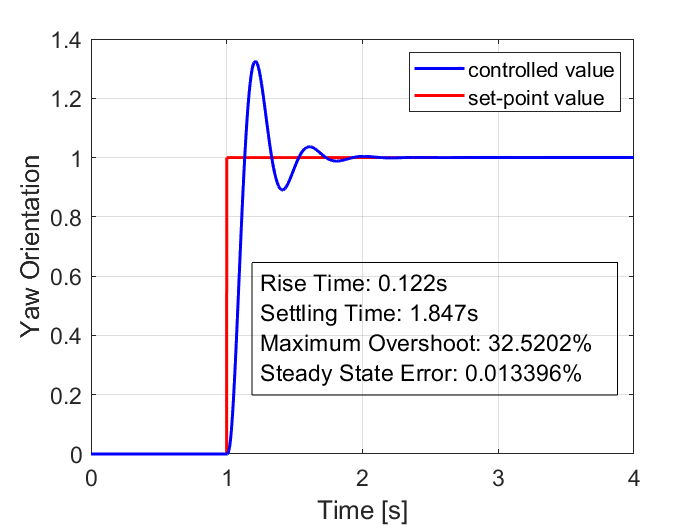 1.4
1.2
1
0.8
0.6
0.4
0.2
0
Yaw Orientation
controlled value
set-point value
Rise Time: 0.122s
Settling Time: 1.847s
Maximum Overshoot: 32.5202%
Steady State Error: 0.013396%
0 1 2 3 4
Time [s]